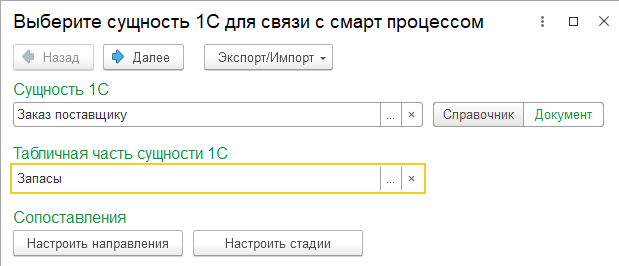 Выберите сущность 1С для связи с смарт процессом
Назад Далее Экспорт/Импорт
Сущность 1С
Заказ поставщику ... × Справочник Документ
Табличная часть сущности 1С
Запасы ... ×
Сопоставления
Настроить направления Настроить стадии